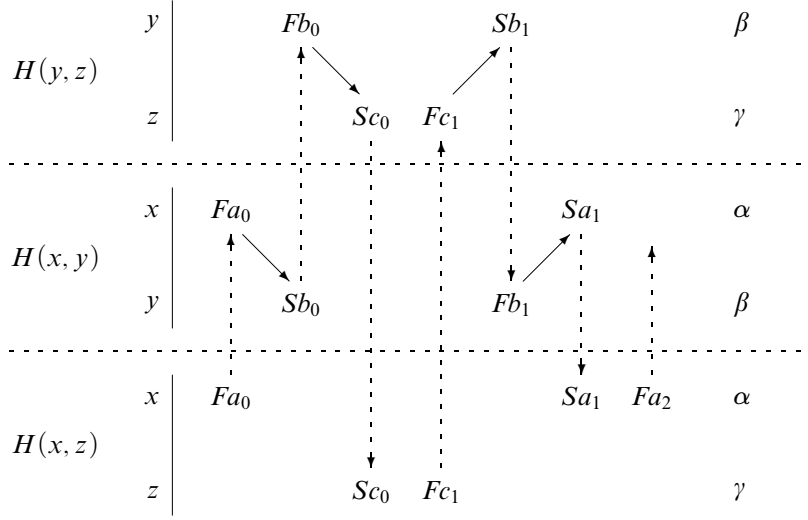 y Fb₀ Sb₁ β
H(y, z)
z Sc₀ Fc₁ γ
x Fa₀ Sa₁ α
H(x, y)
y Sb₀ Fb₁ β
x Fa₀ Sa₁ Fa₂ α
H(x, z)
z Sc₀ Fc₁ γ